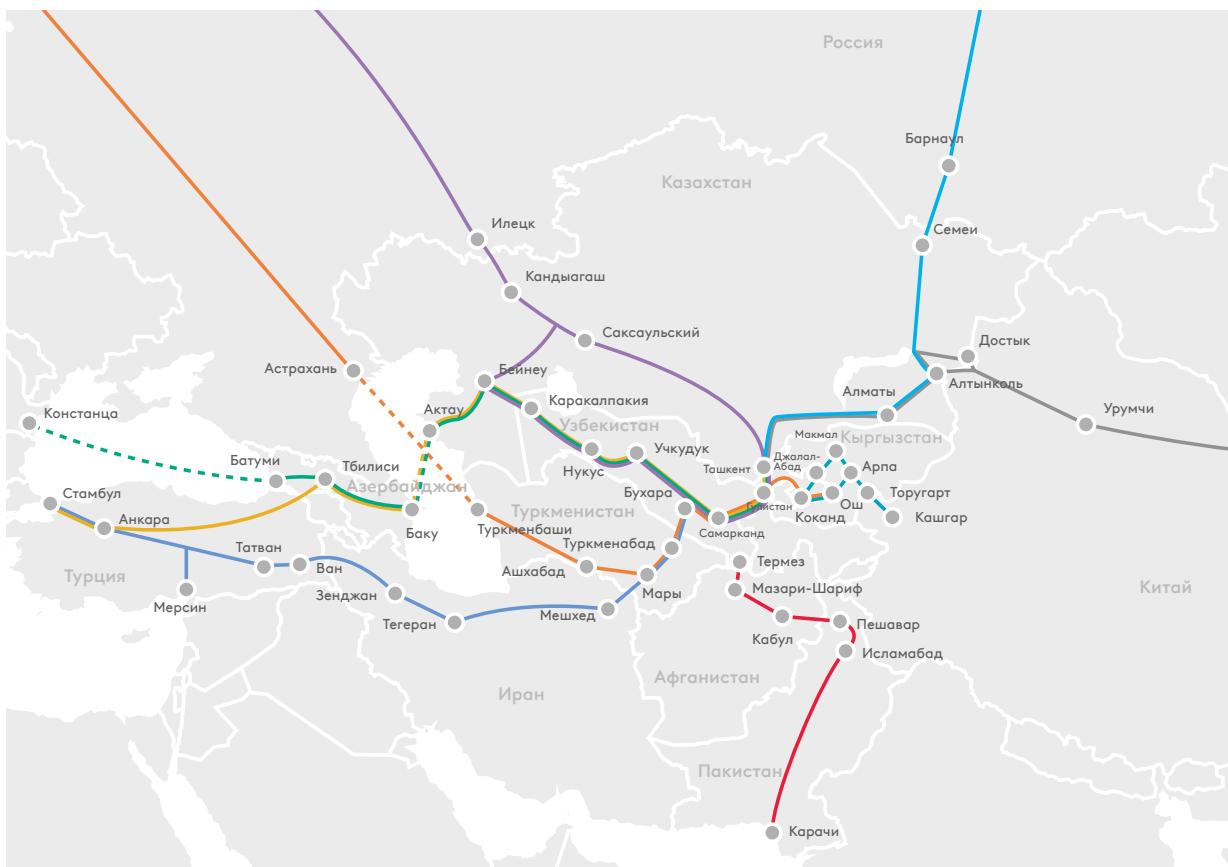 Россия
Барнаул
Казахстан
Илецк
Семеи
Кандыагаш
Саксаульский
Достык
Астрахань
Беинеу
Алтынколь
Алматы
Каракалпакия
Актау
Урумчи
Констанца
Узбекистан
Макмал
Кыргызстан
Учкудук
Джалал-
Абад
Батуми
Тбилиси
Нукус
Ташкент
Арпа
Азербайджан
Бухара
Торугарт
Стамбул
Гулистан
Ош
Анкара
Туркменистан
Коканд
Кашгар
Баку
Туркменбаши
Самарканд
Татван
Туркменабад
Термез
Турция
Ван
Ашхабад
Мазари-Шариф
Китай
Зенджан
Мары
Мерсин
Мешхед
Тегеран
Кабул
Пешавар
Исламабад
Афганистан
Иран
Пакистан
Карачи